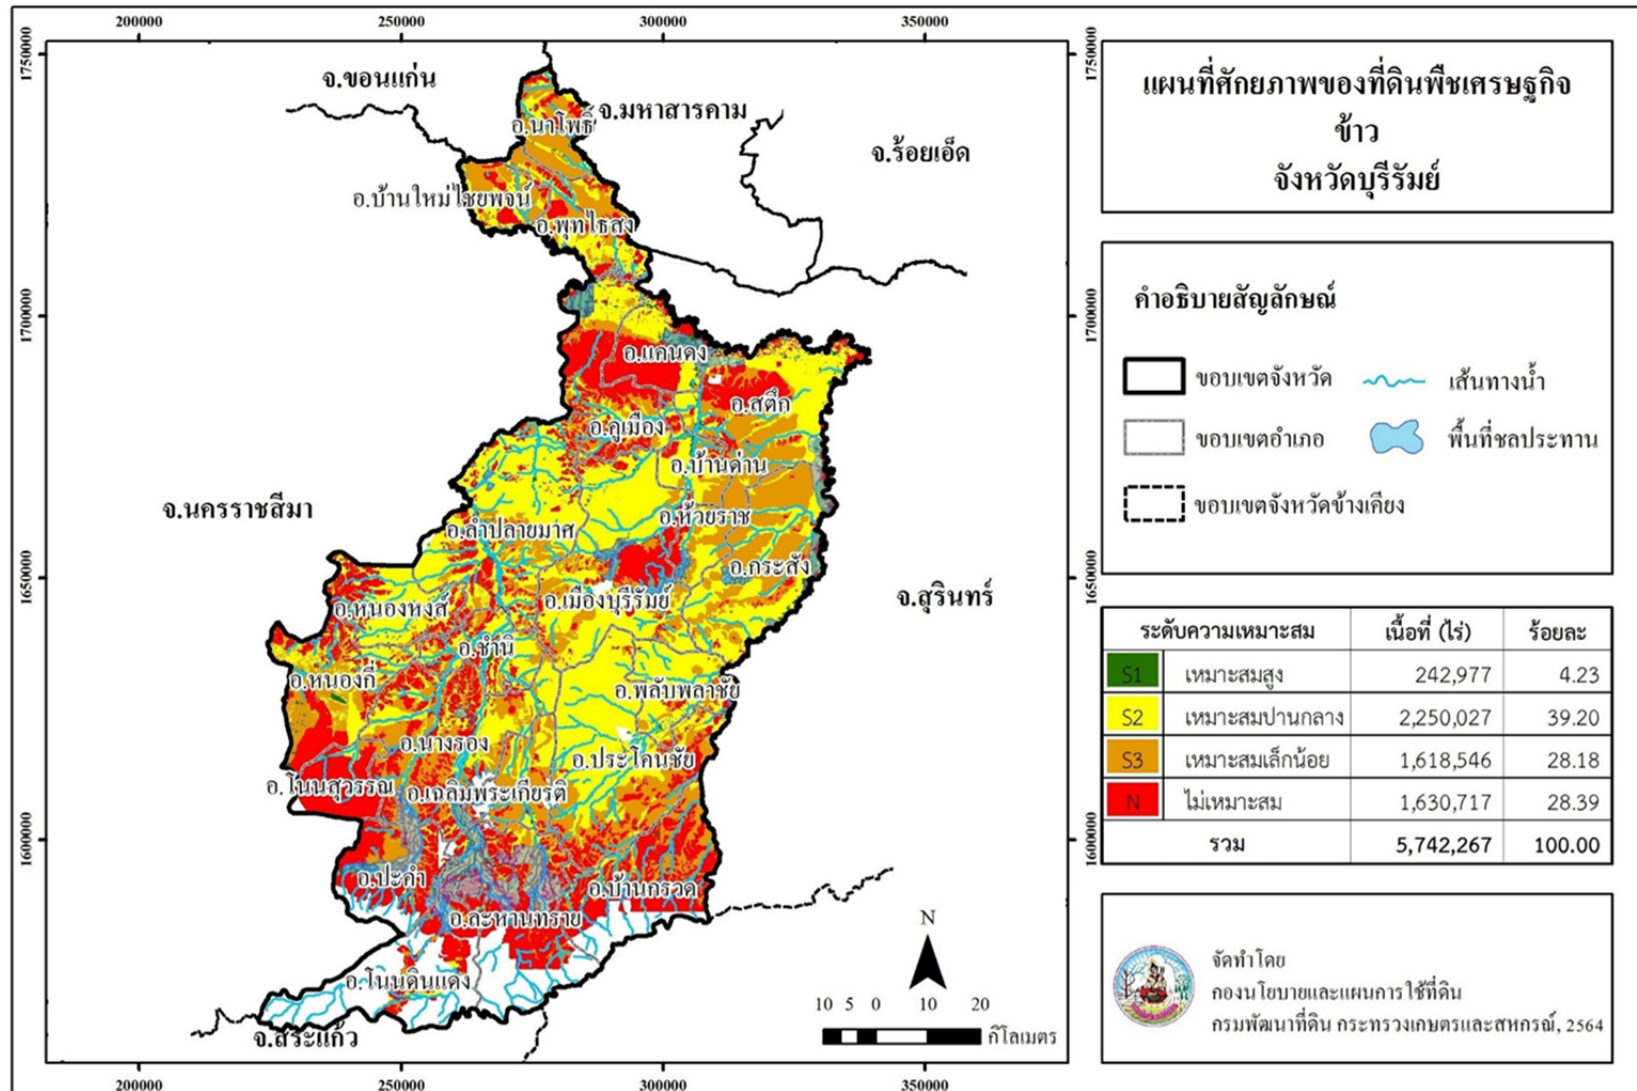 200000 250000 300000 350000
1750000
1700000
1650000
1600000
1750000
1700000
1650000
1600000
จ.ขอนแก่น
จ.มหาสารคาม
จ.ร้อยเอ็ด
อ.นาโพธิ์
อ.บ้านใหม่ไชยพจน์
อ.พุทไธสง
อ.แคนดง
อ.สตึก
อ.คูเมือง
อ.บ้านด่าน
จ.นครราชสีมา
อ.ห้วยราช
อ.ลำปลายมาศ
อ.กระสัง
จ.สุรินทร์
อ.เมืองบุรีรัมย์
อ.หนองหงส์
อ.ชำนิ
อ.หนองกี่
อ.พลับพลาชัย
อ.นางรอง
อ.ประโคนชัย
อ.โนนสุวรรณ
อ.เฉลิมพระเกียรติ
อ.ปะคำ
อ.บ้านกรวด
อ.ละหานทราย
อ.โนนดินแดง
จ.สระแก้ว
N
10 5 0 10 20
กิโลเมตร
200000 250000 300000 350000
แผนที่ศักยภาพของที่ดินพืชเศรษฐกิจ
ข้าว
จังหวัดบุรีรัมย์
คำอธิบายสัญลักษณ์
ขอบเขตจังหวัด เส้นทางน้ำ
ขอบเขตอำเภอ พื้นที่ชลประทาน
ขอบเขตจังหวัดข้างเคียง
ระดับความเหมาะสม เนื้อที่ (ไร่) ร้อยละ
S1 เหมาะสมสูง 242,977 4.23
S2 เหมาะสมปานกลาง 2,250,027 39.20
S3 เหมาะสมเล็กน้อย 1,618,546 28.18
N ไม่เหมาะสม 1,630,717 28.39
รวม 5,742,267 100.00
จัดทำโดย
กองนโยบายและแผนการใช้ที่ดิน
กรมพัฒนาที่ดิน กระทรวงเกษตรและสหกรณ์, 2564